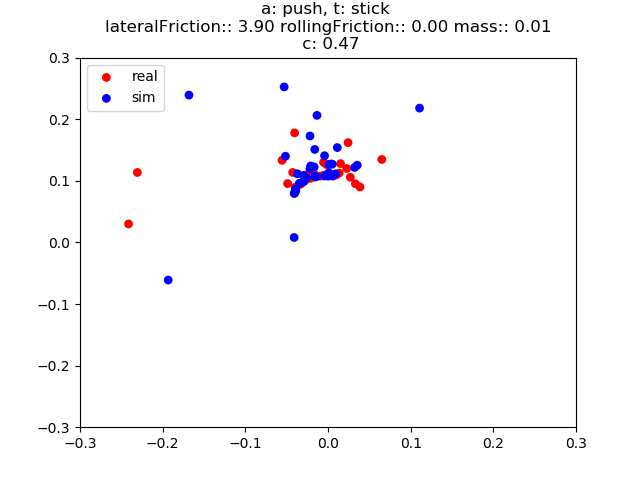 a: push, t: stick
lateralFriction:: 3.90 rollingFriction:: 0.00 mass:: 0.01
c: 0.47
real
sim
0.3
0.2
0.1
0.0
−0.1
−0.2
−0.3
−0.3
−0.2
−0.1
0.0
0.1
0.2
0.3